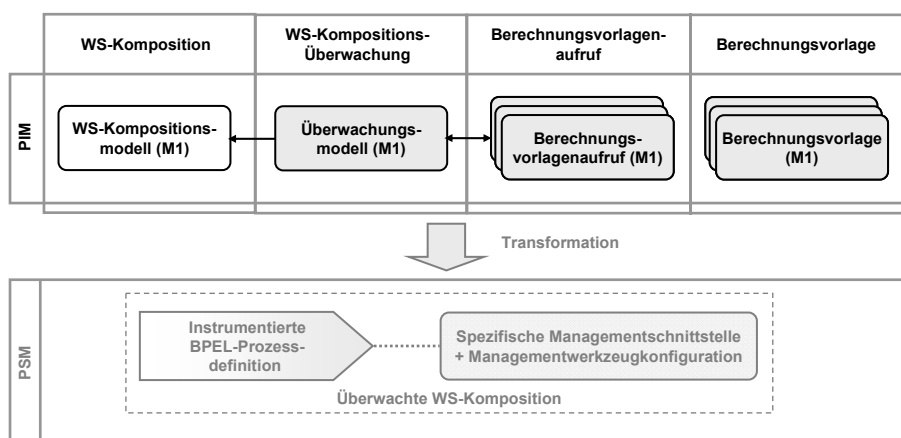 WS-Komposition
WS-Kompositions-
Überwachung
Berechnungsvorlagen-
aufruf
Berechnungsvorlage
PIM
WS-Kompositions-
modell (M1)
Überwachungs-
modell (M1)
Berechnungs-
vorlagenaufruf (M1)
Berechnungsvorlage
(M1)
Transformation
PSM
Instrumentierte
BPEL-Prozess-
definition
Spezifische Managementschnittstelle
+ Managementwerkzeugkonfiguration
Überwachte WS-Komposition